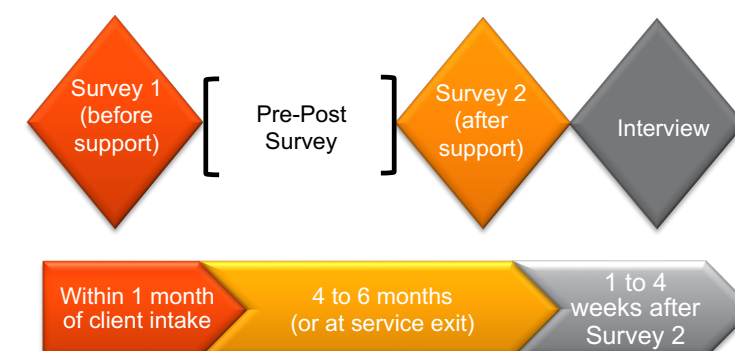 Survey 1
(before
support)
Pre-Post
Survey
Survey 2
(after
support)
Interview
Within 1 month
of client intake
4 to 6 months
(or at service exit)
1 to 4
weeks after
Survey 2